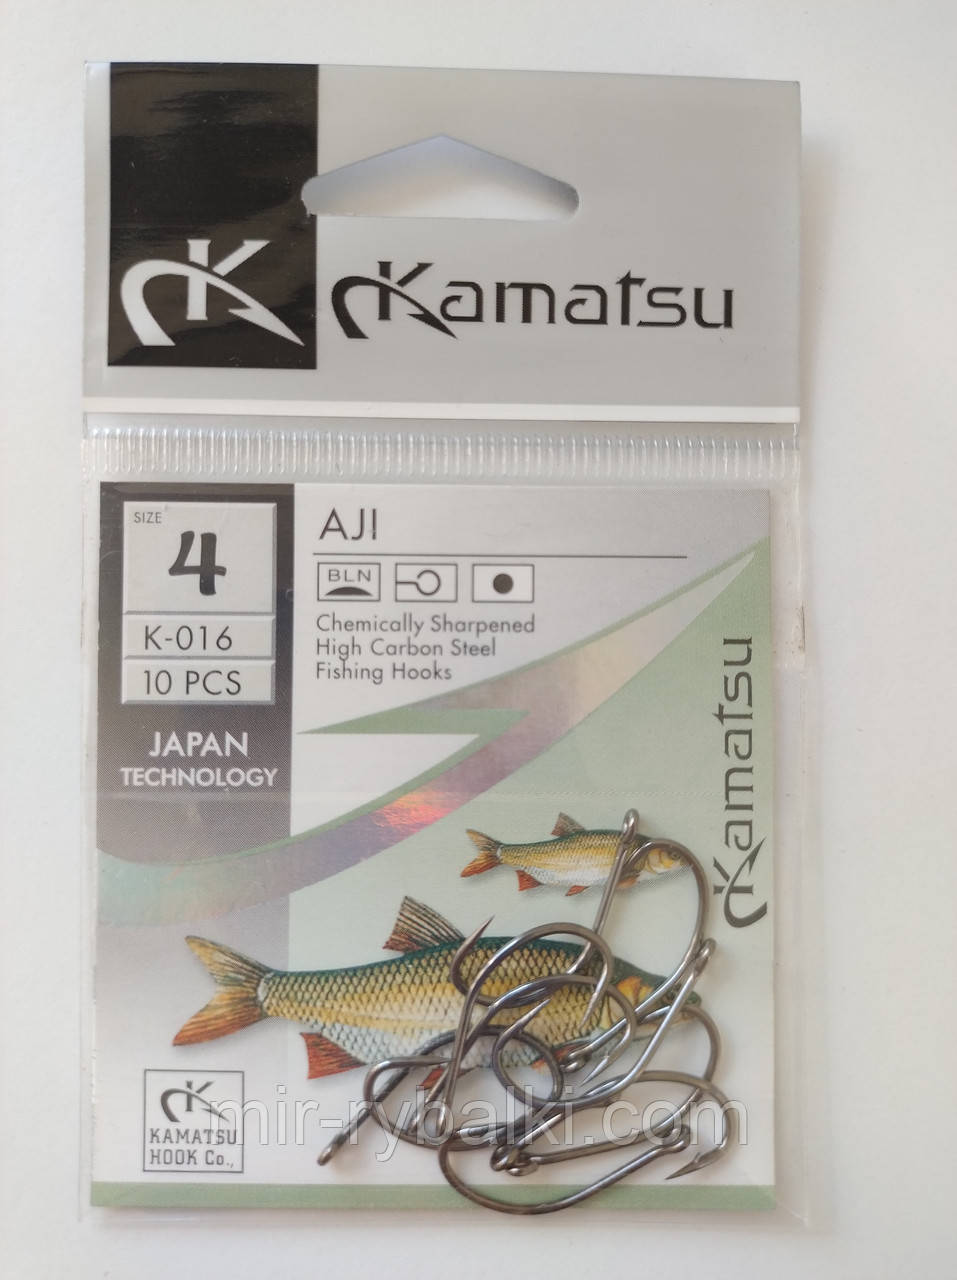 Kamatsu
SIZE
4
K-016
10 PCS
JAPAN
TECHNOLOGY
AJI
BLN
Chemically Sharpened
High Carbon Steel
Fishing Hooks
Kamatsu
KAMATSU
HOOK Co.,
mir-rybalki.com